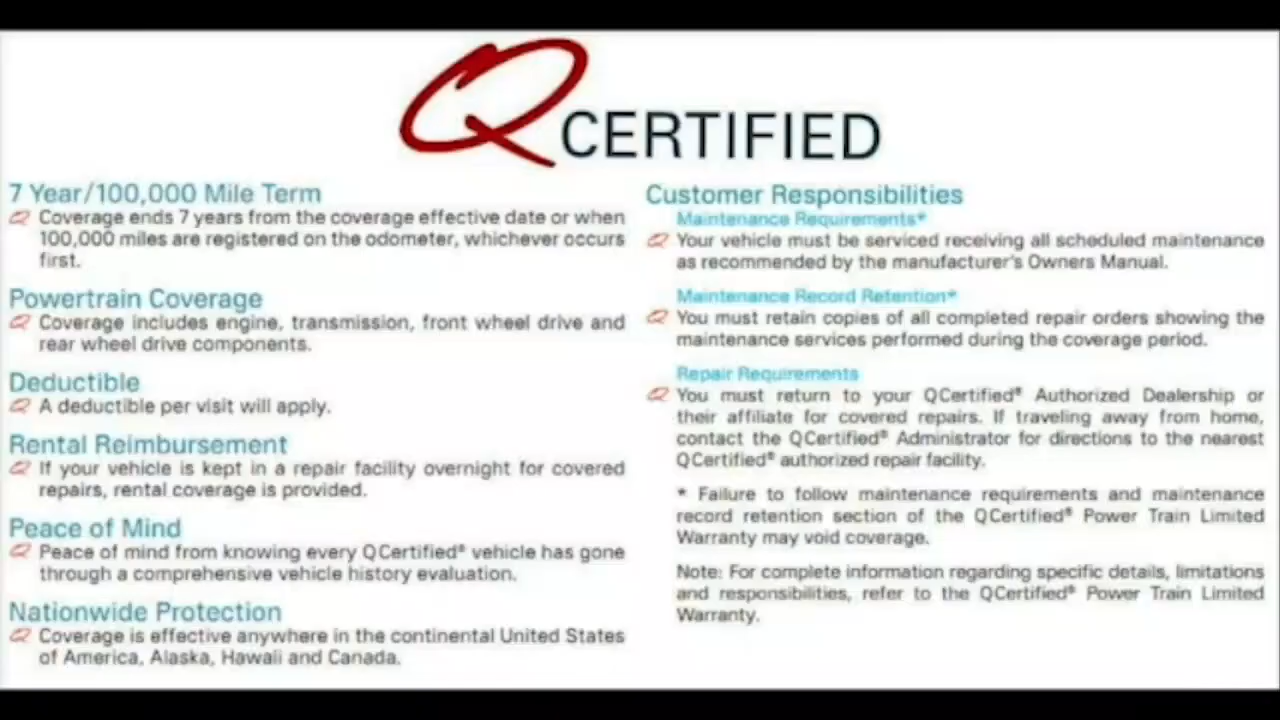 Q CERTIFIED
7 Year/100,000 Mile Term
Coverage ends 7 years from the coverage effective date or when
100,000 miles are registered on the odometer, whichever occurs
first.
Powertrain Coverage
Coverage includes engine, transmission, front wheel drive and
rear wheel drive components.
Deductible
A deductible per visit will apply.
Rental Reimbursement
If your vehicle is kept in a repair facility overnight for covered
repairs, rental coverage is provided.
Peace of Mind
Peace of mind from knowing every QCertified® vehicle has gone
through a comprehensive vehicle history evaluation.
Nationwide Protection
Coverage is effective anywhere in the continental United States
of America, Alaska, Hawaii and Canada.
Customer Responsibilities
Maintenance Requirements*
Your vehicle must be serviced receiving all scheduled maintenance
as recommended by the manufacturer's Owners Manual.
Maintenance Record Retention*
You must retain copies of all completed repair orders showing the
maintenance services performed during the coverage period.
Repair Requirements
You must return to your QCertified® Authorized Dealership or
their affiliate for covered repairs. If traveling away from home,
contact the QCertified® Administrator for directions to the nearest
QCertified® authorized repair facility.
* Failure to follow maintenance requirements and maintenance
record retention section of the QCertified® Power Train Limited
Warranty may void coverage.
Note: For complete information regarding specific details, limitations
and responsibilities, refer to the QCertified® Power Train Limited
Warranty.